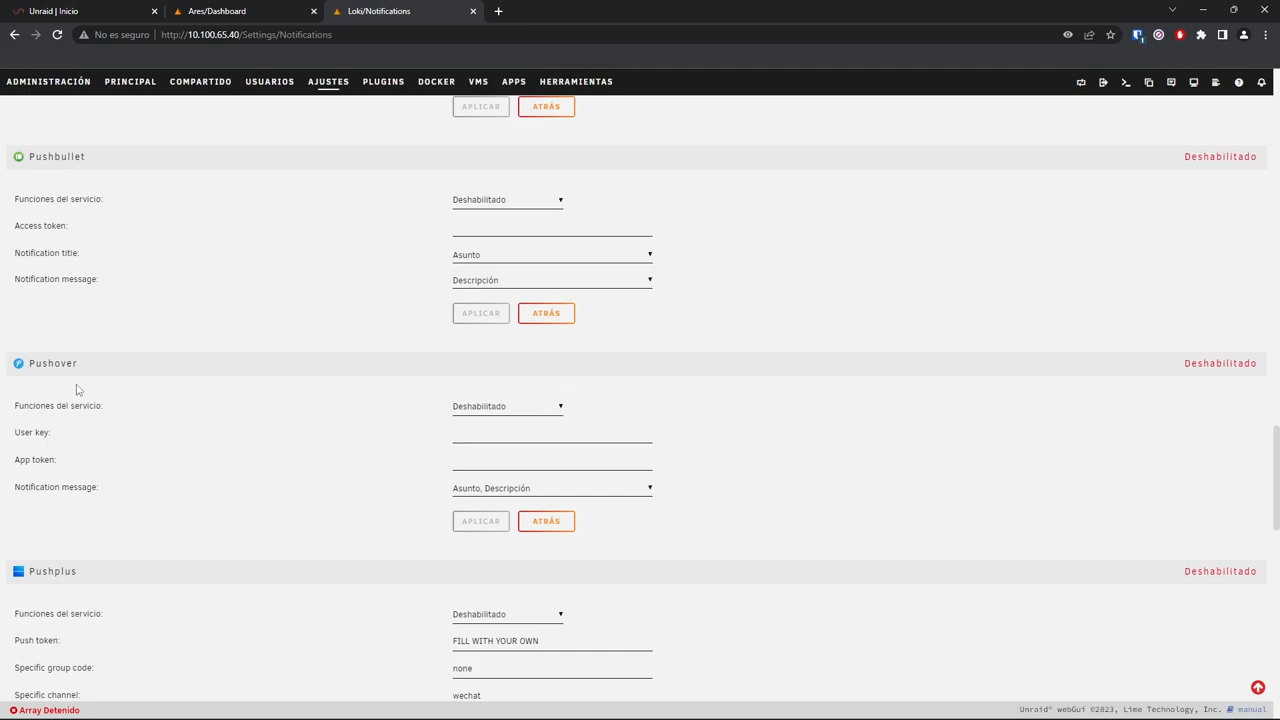 Unraid | Inicio
Ares/Dashboard
Loki/Notifications
No es seguro
http://10.100.65.40/Settings/Notifications
ADMINISTRACIÓN PRINCIPAL COMPARTIDO USUARIOS AJUSTES PLUGINS DOCKER VMS APPS HERRAMIENTAS
APLICAR ATRÁS
Pushbullet Deshabilitado
Funciones del servicio: Deshabilitado
Access token:
Notification title: Asunto
Notification message: Descripción
APLICAR ATRÁS
Pushover Deshabilitado
Funciones del servicio: Deshabilitado
User key:
App token:
Notification message: Asunto, Descripción
APLICAR ATRÁS
Pushplus Deshabilitado
Funciones del servicio: Deshabilitado
Push token: FILL WITH YOUR OWN
Specific group code: none
Specific channel: wechat
Array Detenido
Unraid® webGui ©2023, Lime Technology, Inc. manual